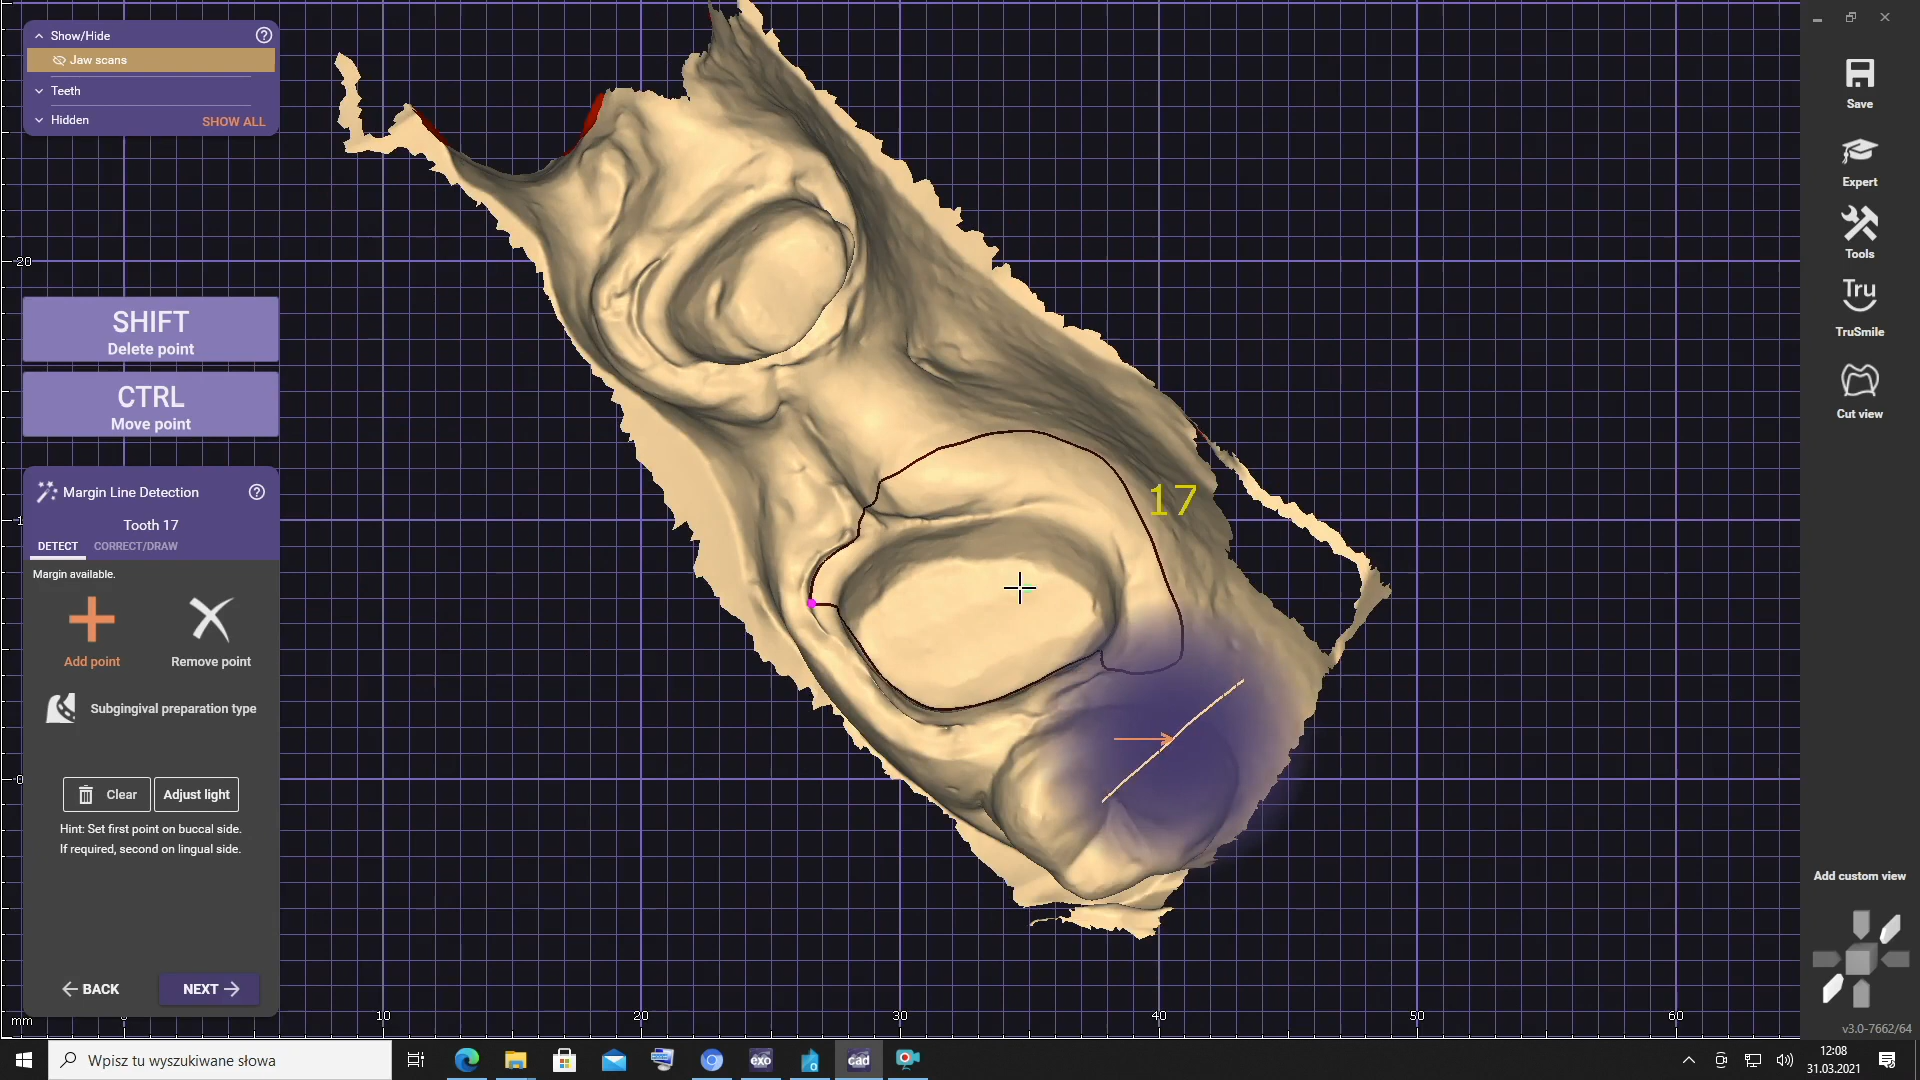 Show/Hide
Jaw scans
Teeth
Hidden SHOW ALL
SHIFT
Delete point
CTRL
Move point
Margin Line Detection
Tooth 17
DETECT CORRECT/DRAW
Margin available.
Add point Remove point
Subgingival preparation type
Clear Adjust light
Hint: Set first point on buccal side.
If required, second on lingual side.
BACK NEXT
20
17
mm
10 20 30 40 50 60
Save
Expert
Tools
Tru
TruSmile
Cut view
Add custom view
v3.0-7662/64
Wpisz tu wyszukiwane słowa
exo
cad
12:08
31.03.2021